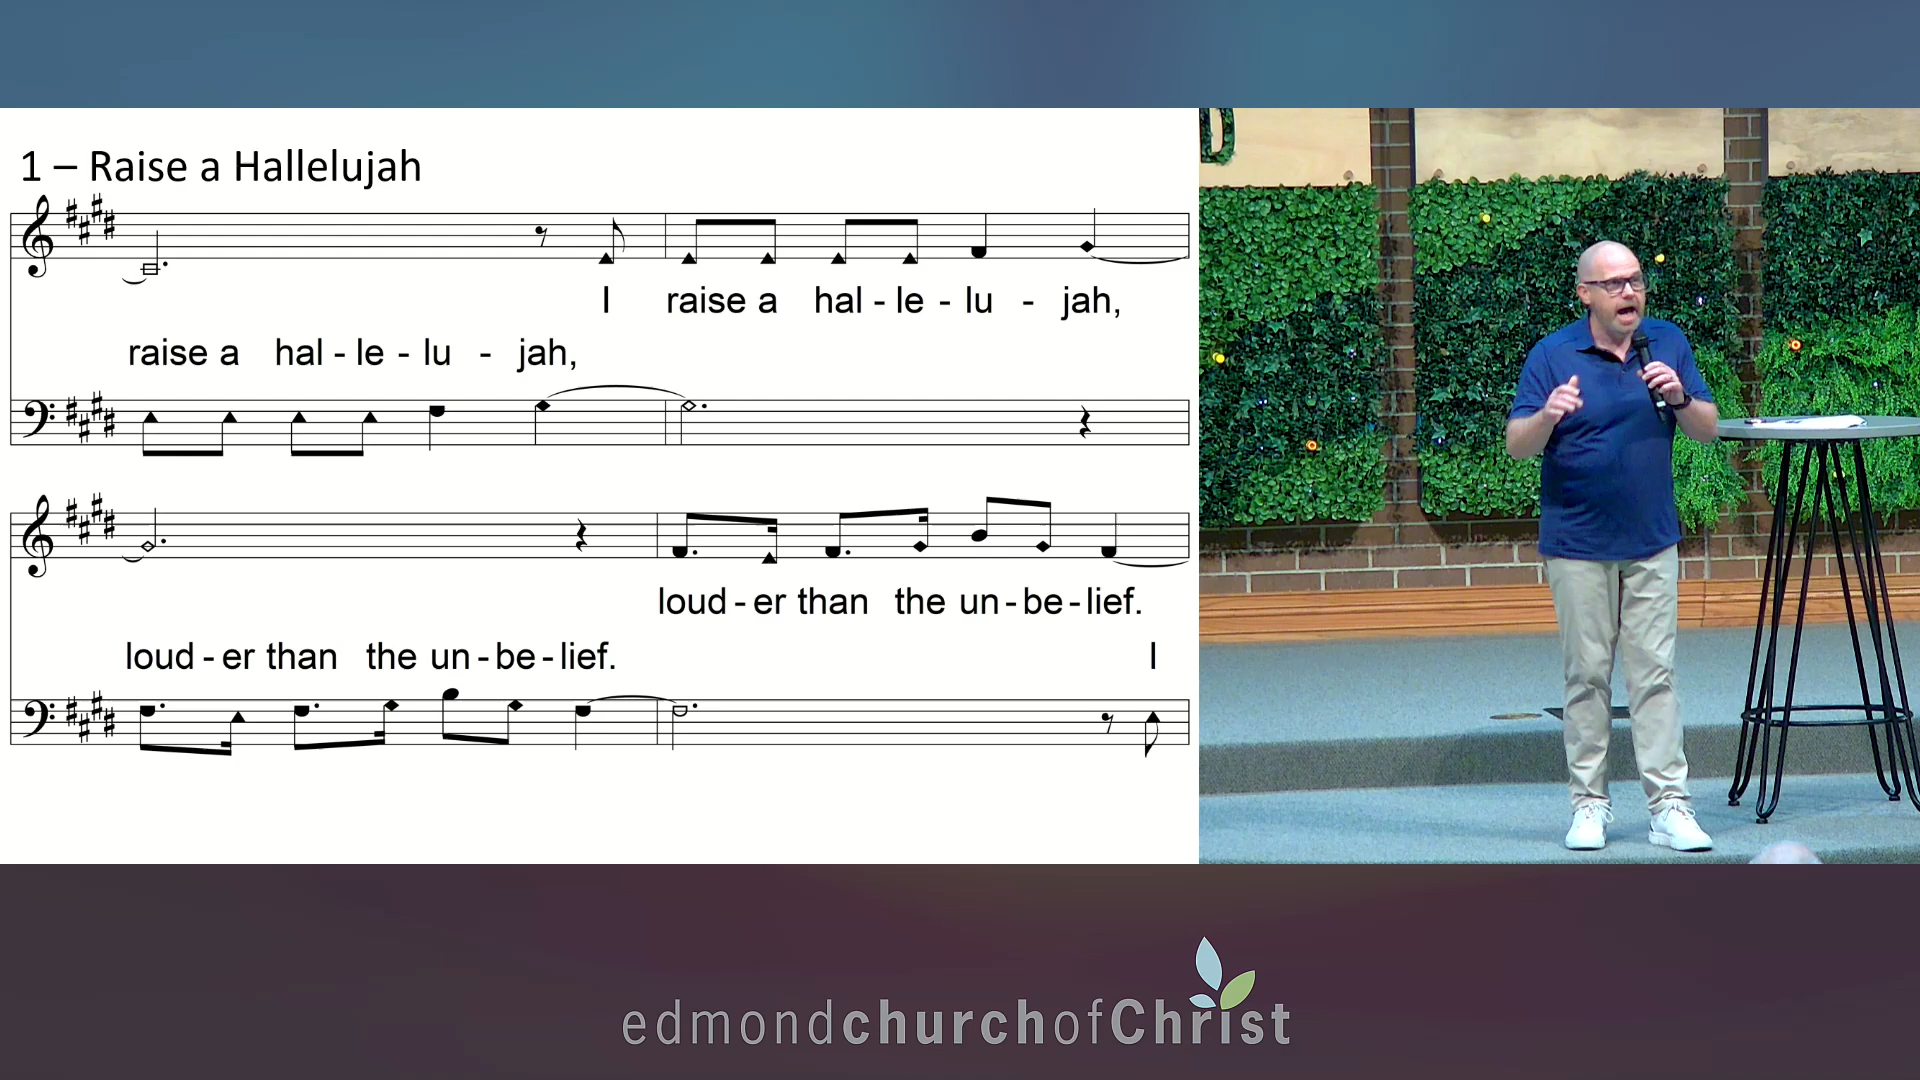 1 – Raise a Hallelujah
I raise a hal - le - lu - jah,
raise a hal - le - lu - jah,
loud - er than the un - be - lief.
loud - er than the un - be - lief. I
D
edmondchurchofChrist